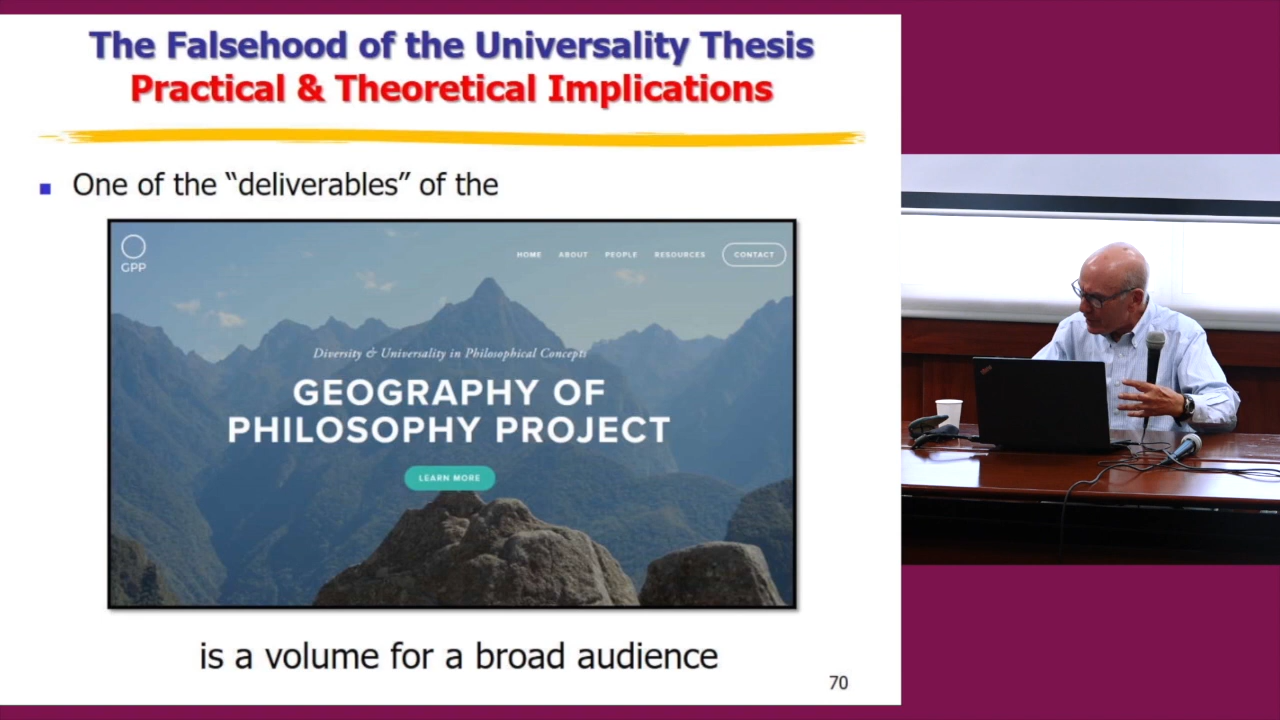 The Falsehood of the Universality Thesis
Practical & Theoretical Implications
One of the “deliverables” of the
GPP
HOME ABOUT PEOPLE RESOURCES CONTACT
Diversity & Universality in Philosophical Concepts
GEOGRAPHY OF
PHILOSOPHY PROJECT
LEARN MORE
is a volume for a broad audience
70